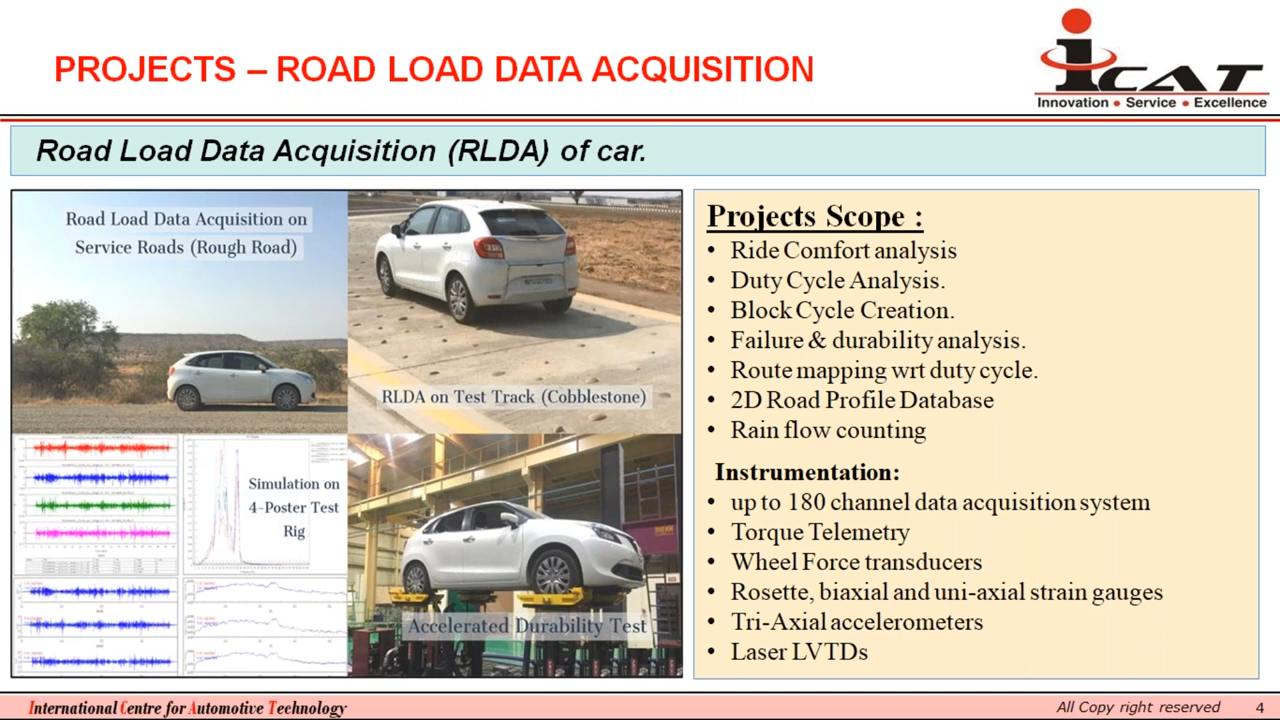 PROJECTS – ROAD LOAD DATA ACQUISITION
iCAT
Innovation • Service • Excellence
Road Load Data Acquisition (RLDA) of car.
Road Load Data Acquisition on
Service Roads (Rough Road)
RLDA on Test Track (Cobblestone)
Simulation on
4-Poster Test
Rig
Accelerated Durability Test
Projects Scope :
• Ride Comfort analysis
• Duty Cycle Analysis.
• Block Cycle Creation.
• Failure & durability analysis.
• Route mapping wrt duty cycle.
• 2D Road Profile Database
• Rain flow counting
Instrumentation:
• up to 180 channel data acquisition system
• Torque Telemetry
• Wheel Force transducers
• Rosette, biaxial and uni-axial strain gauges
• Tri-Axial accelerometers
• Laser LVTDs
International Centre for Automotive Technology
All Copy right reserved 4